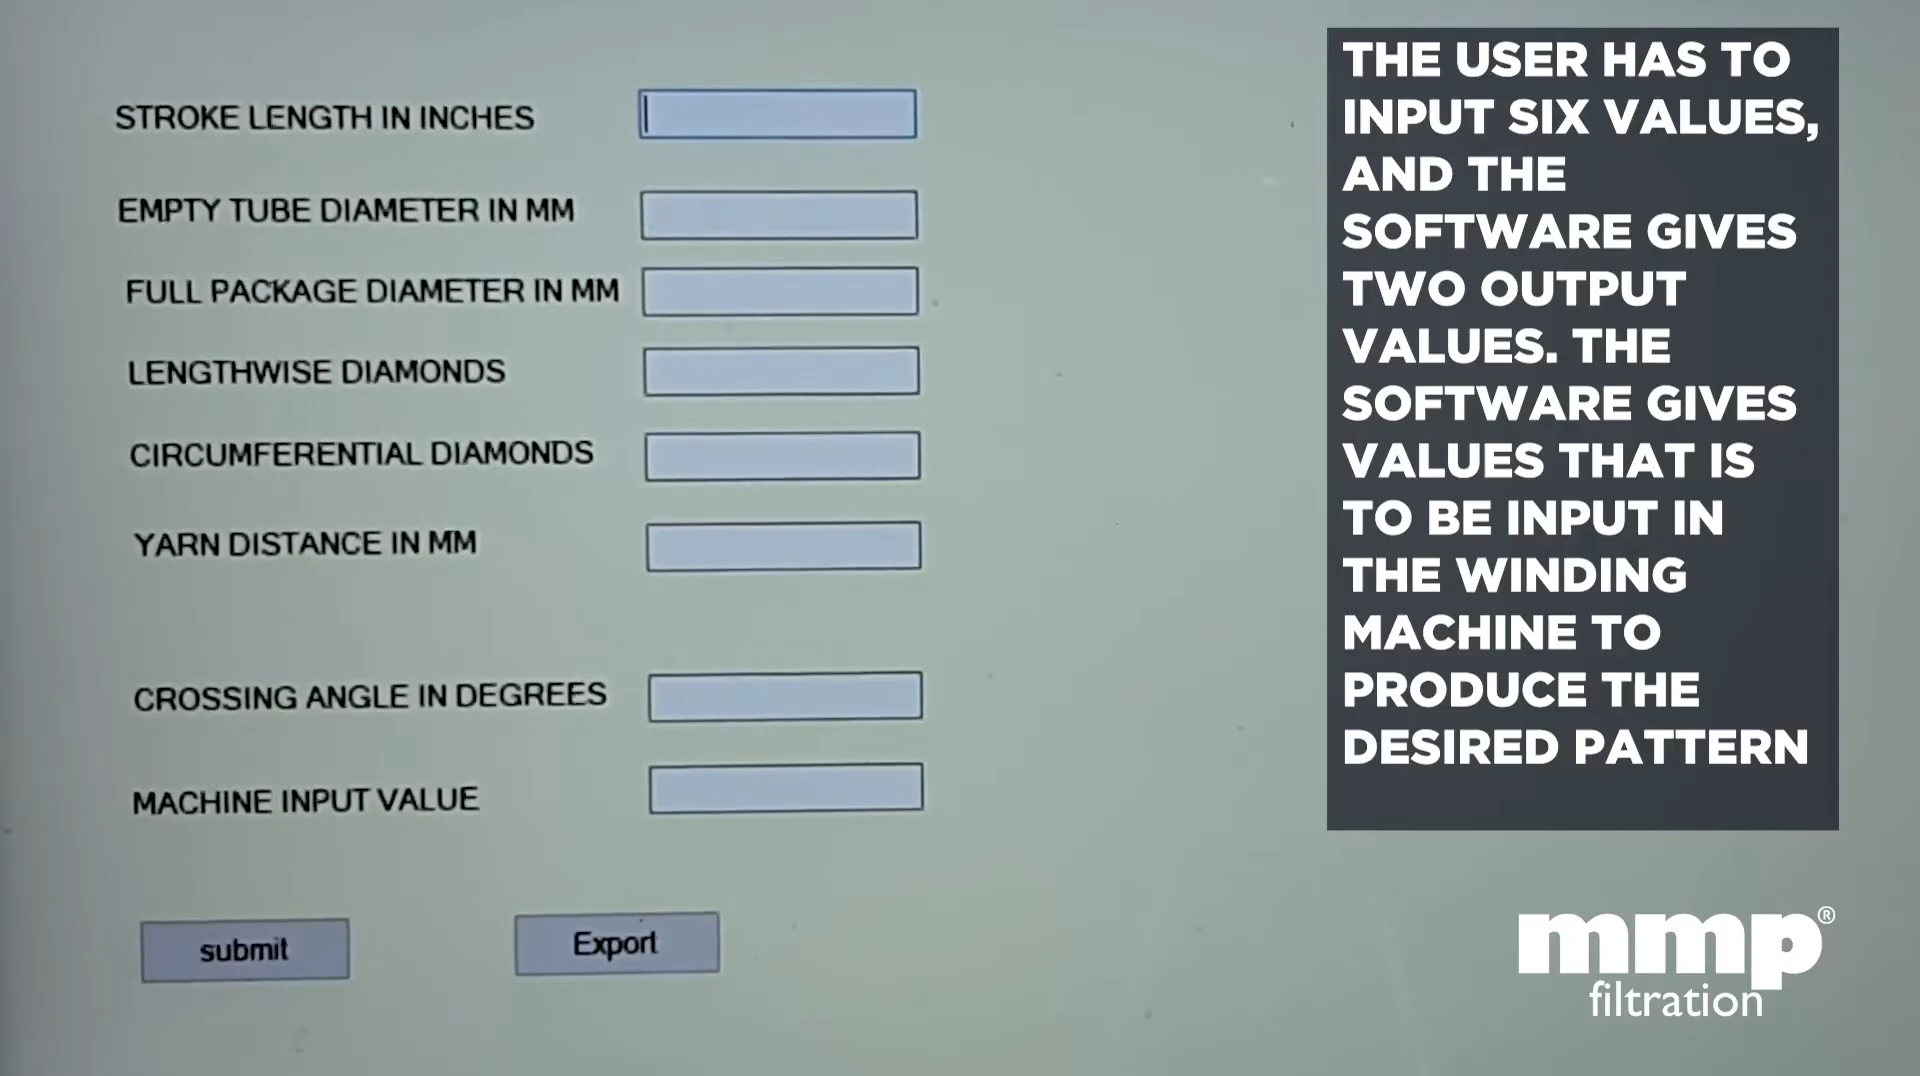 STROKE LENGTH IN INCHES
EMPTY TUBE DIAMETER IN MM
FULL PACKAGE DIAMETER IN MM
LENGTHWISE DIAMONDS
CIRCUMFERENTIAL DIAMONDS
YARN DISTANCE IN MM
CROSSING ANGLE IN DEGREES
MACHINE INPUT VALUE
submit
Export
THE USER HAS TO
INPUT SIX VALUES,
AND THE
SOFTWARE GIVES
TWO OUTPUT
VALUES. THE
SOFTWARE GIVES
VALUES THAT IS
TO BE INPUT IN
THE WINDING
MACHINE TO
PRODUCE THE
DESIRED PATTERN
mmp®
filtration